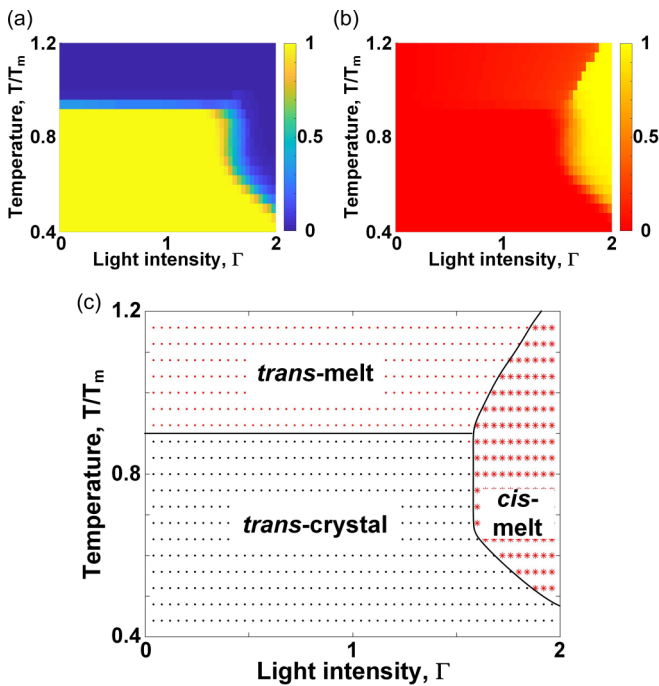 (a)
1.2
0.8
0.4
Temperature, T/Tm
0
1
2
Light intensity, Γ
1
0.5
0
(b)
1.2
0.8
0.4
Temperature, T/Tm
0
1
2
Light intensity, Γ
1
0.5
0
(c)
1.2
0.8
0.4
Temperature, T/Tm
trans-melt
trans-crystal
cis-
melt
0
1
2
Light intensity, Γ